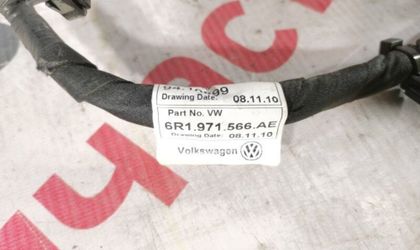 Drawing Date: 08.11.10
Part No. VW
6R1.971.566.AE
Drawing Date: 08.11.10
Volkswagen